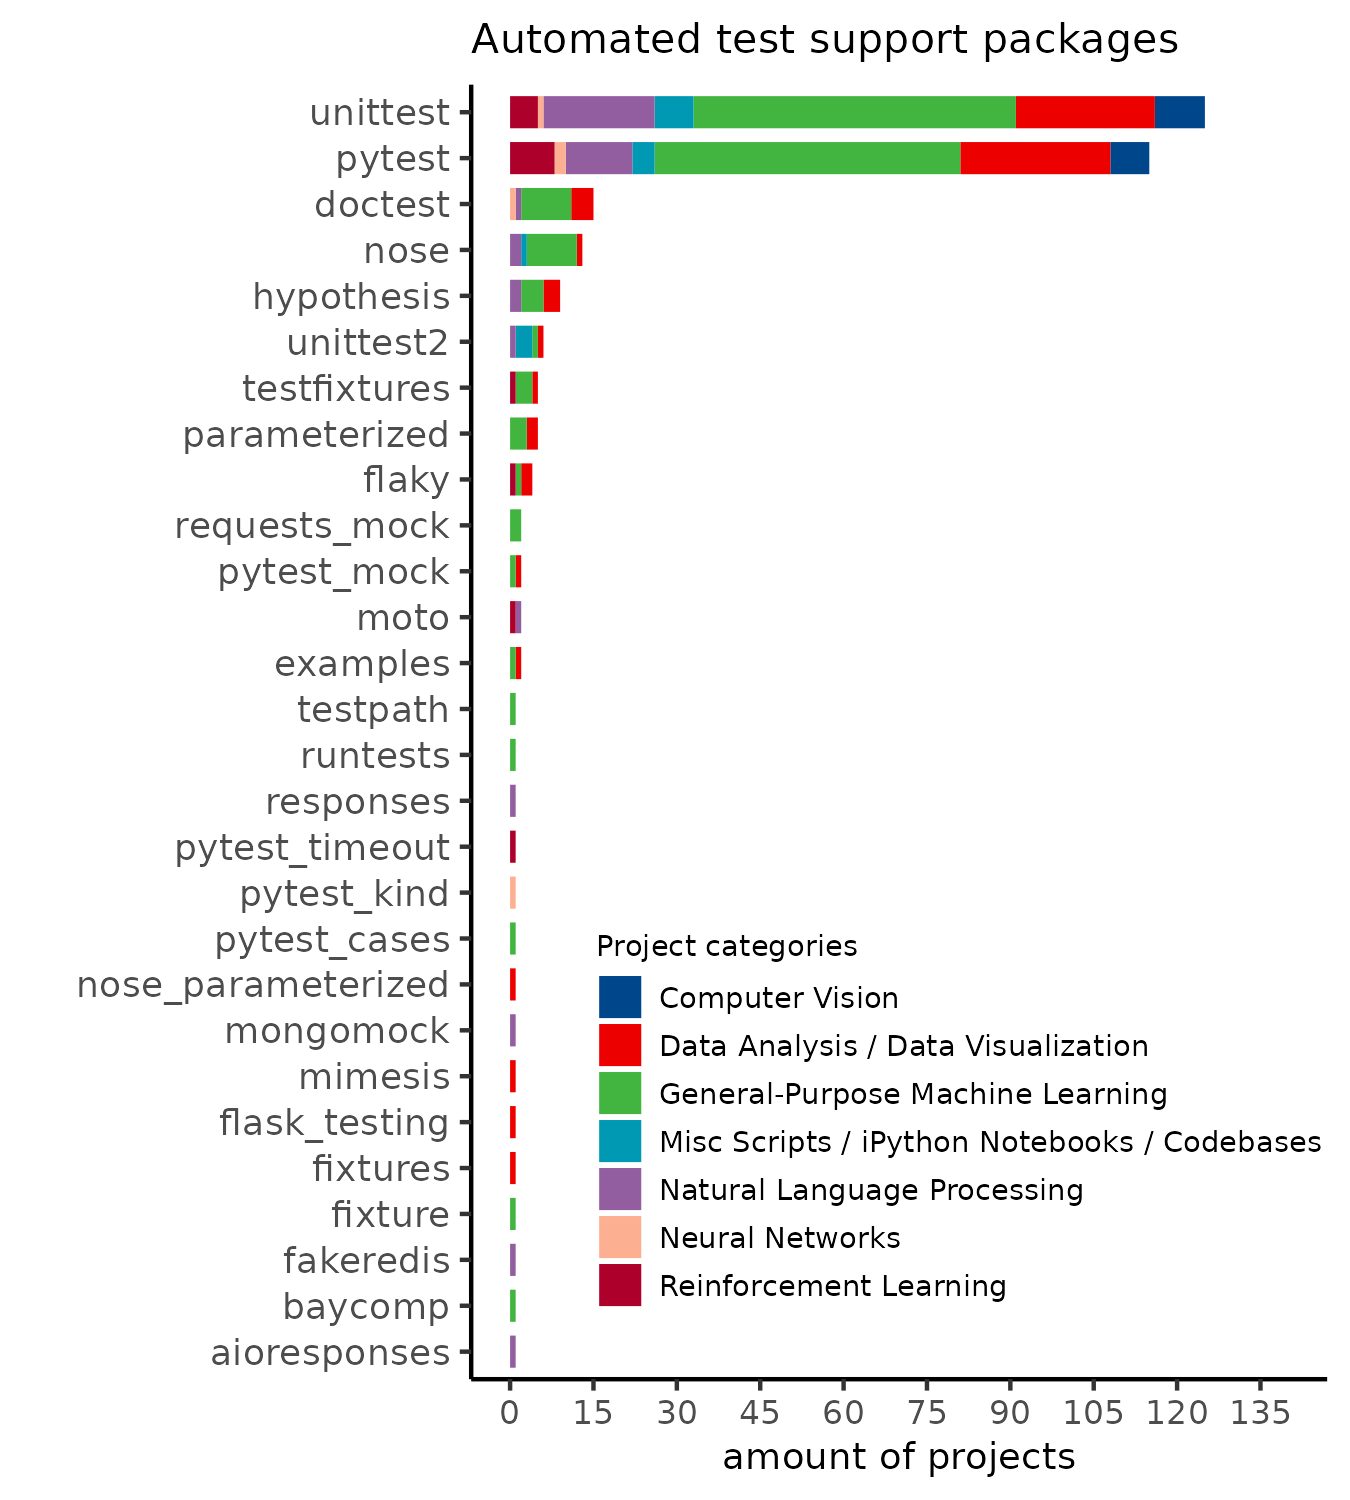 Automated test support packages
unittest
pytest
doctest
nose
hypothesis
unittest2
testfixtures
parameterized
flaky
requests_mock
pytest_mock
moto
examples
testpath
runtests
responses
pytest_timeout
pytest_kind
pytest_cases
nose_parameterized
mongomock
mimesis
flask_testing
fixtures
fixture
fakeredis
baycomp
aioresponses
Project categories
Computer Vision
Data Analysis / Data Visualization
General-Purpose Machine Learning
Misc Scripts / iPython Notebooks / Codebases
Natural Language Processing
Neural Networks
Reinforcement Learning
0 15 30 45 60 75 90 105 120 135
amount of projects